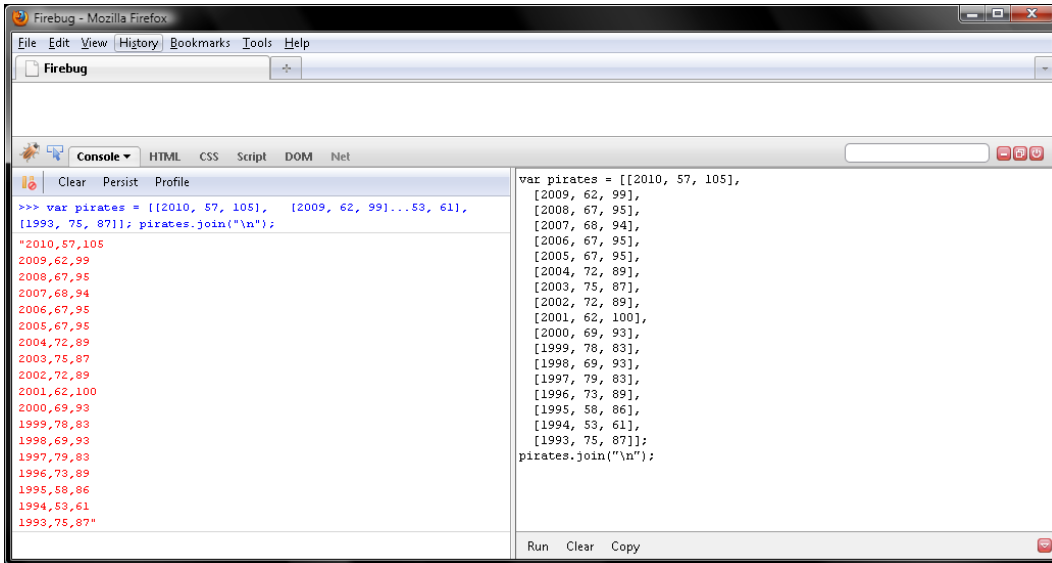 Firebug - Mozilla Firefox
File Edit View History Bookmarks Tools Help
Firebug
Console HTML CSS Script DOM Net
Clear Persist Profile
>>> var pirates = [[2010, 57, 105], [2009, 62, 99]...53, 61],
[1993, 75, 87]]; pirates.join("\n");
"2010,57,105
2009,62,99
2008,67,95
2007,68,94
2006,67,95
2005,67,95
2004,72,89
2003,75,87
2002,72,89
2001,62,100
2000,69,93
1999,78,83
1998,69,93
1997,79,83
1996,73,89
1995,58,86
1994,53,61
1993,75,87"
var pirates = [[2010, 57, 105],
[2009, 62, 99],
[2008, 67, 95],
[2007, 68, 94],
[2006, 67, 95],
[2005, 67, 95],
[2004, 72, 89],
[2003, 75, 87],
[2002, 72, 89],
[2001, 62, 100],
[2000, 69, 93],
[1999, 78, 83],
[1998, 69, 93],
[1997, 79, 83],
[1996, 73, 89],
[1995, 58, 86],
[1994, 53, 61],
[1993, 75, 87]];
pirates.join("\n");
Run Clear Copy